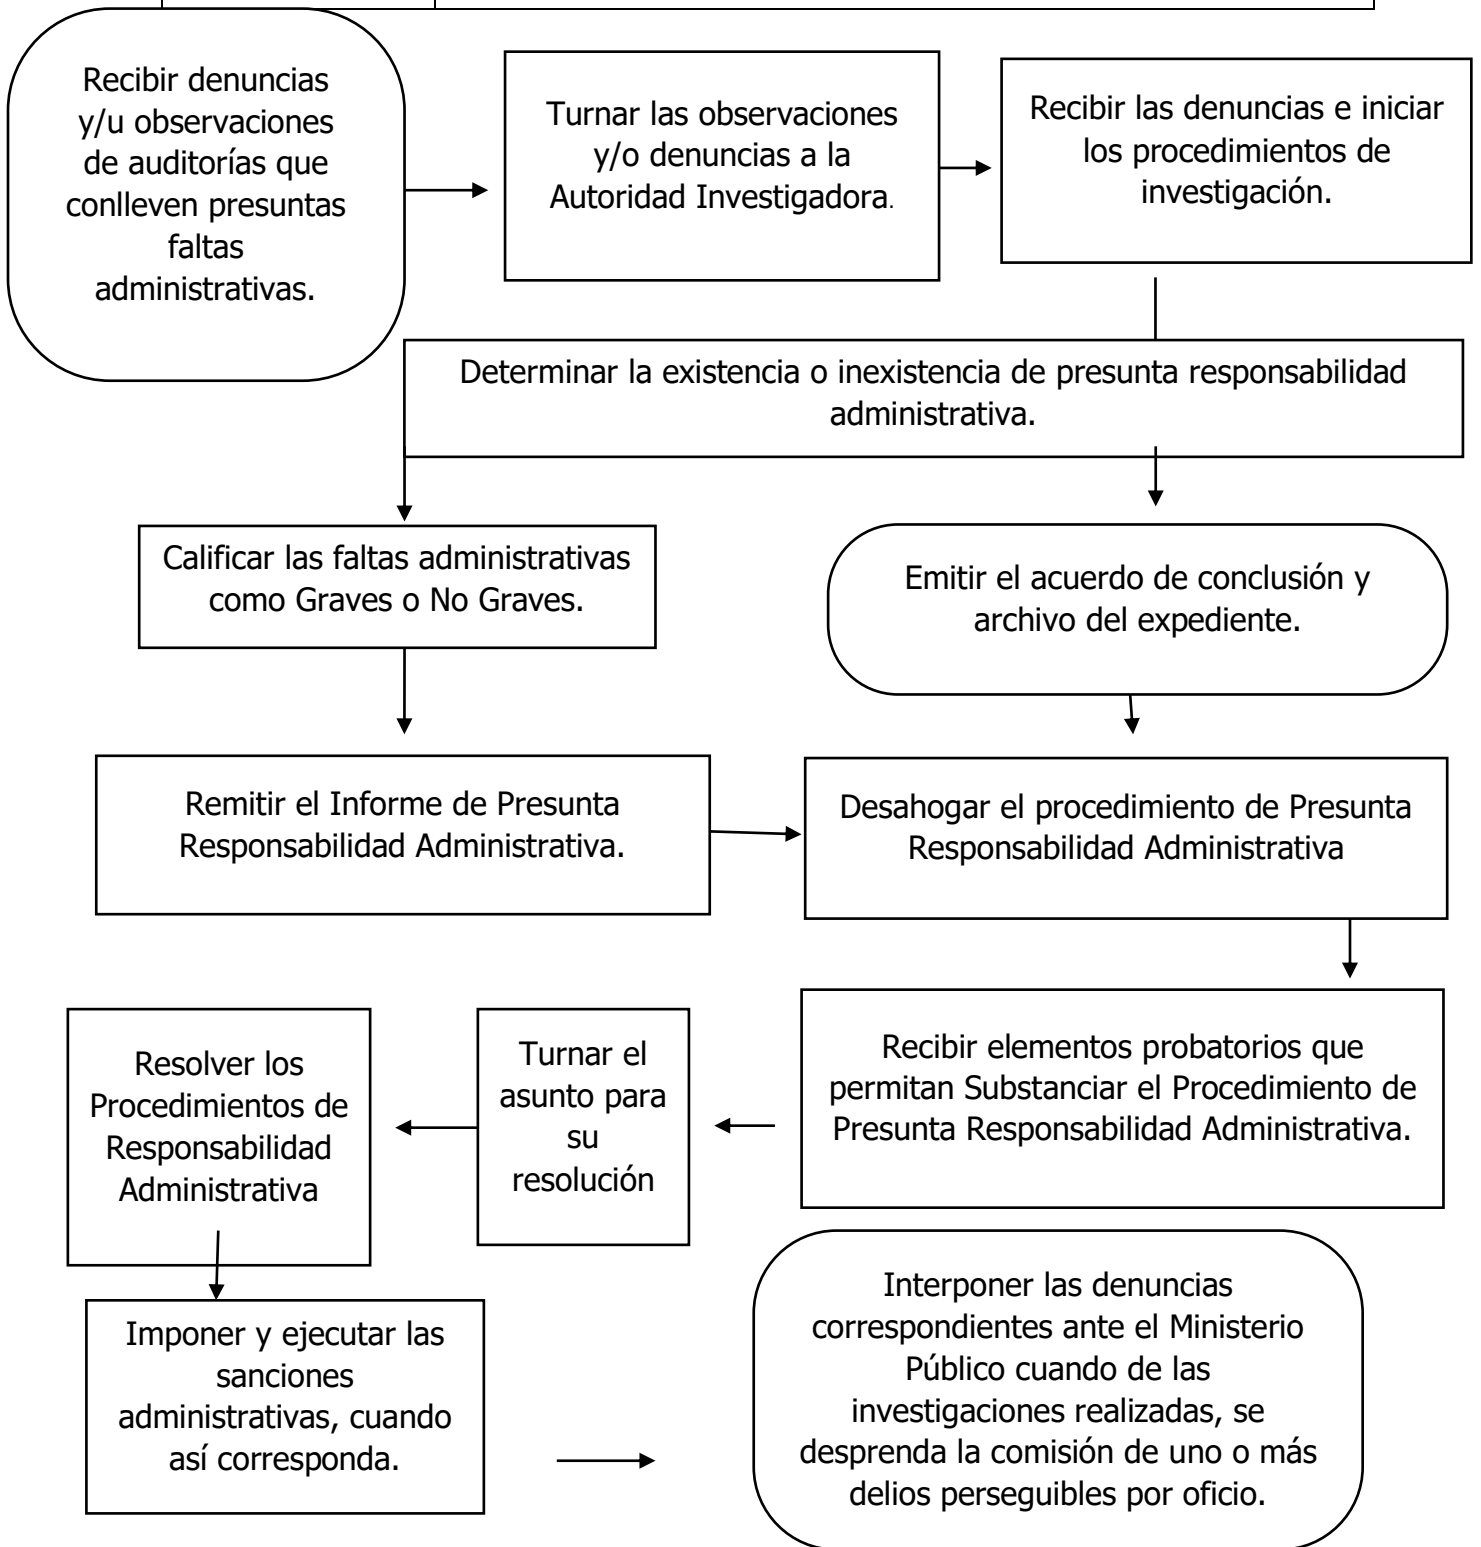 Recibir denuncias
y/u observaciones
de auditorías que
conlleven presuntas
faltas
administrativas.
Turnar las observaciones
y/o denuncias a la
Autoridad Investigadora.
Recibir las denuncias e iniciar
los procedimientos de
investigación.
Determinar la existencia o inexistencia de presunta responsabilidad
administrativa.
Calificar las faltas administrativas
como Graves o No Graves.
Emitir el acuerdo de conclusión y
archivo del expediente.
Remitir el Informe de Presunta
Responsabilidad Administrativa.
Desahogar el procedimiento de Presunta
Responsabilidad Administrativa
Recibir elementos probatorios que
permitan Substanciar el Procedimiento de
Presunta Responsabilidad Administrativa.
Turnar el
asunto para
su
resolución
Resolver los
Procedimientos de
Responsabilidad
Administrativa
Imponer y ejecutar las
sanciones
administrativas, cuando
así corresponda.
Interponer las denuncias
correspondientes ante el Ministerio
Público cuando de las
investigaciones realizadas, se
desprenda la comisión de uno o más
delios perseguibles por oficio.